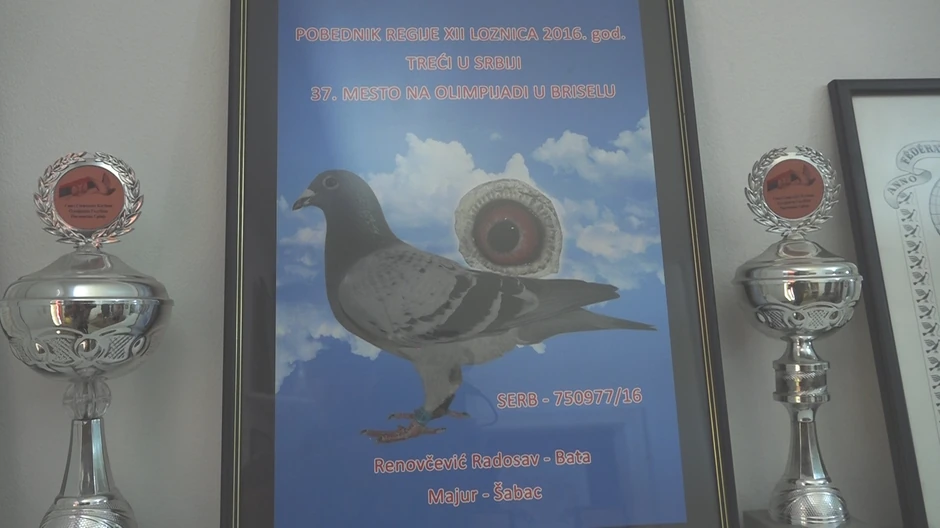 POBEDNIK REGIJE XII LOZNICA 2016. god.
TREĆI U SRBIJI
37. MESTO NA OLIMPIJADI U BRISELU
SERB - 750977/16
Renovčević Radosav - Bata
Majur - Šabac
ANNO